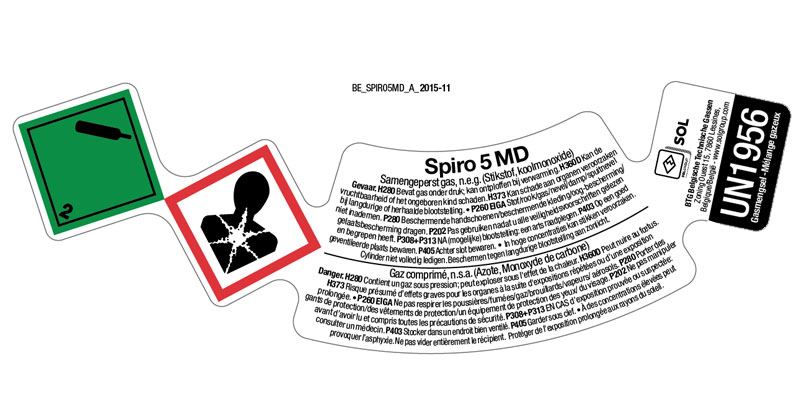 BE_SPIRO5MD_A_2015-11
2
Spiro 5 MD
Samengeperst gas, n.e.g. (Stikstof, koolmonoxide)
Gevaar. H280 Bevat gas onder druk; kan ontploffen bij verwarming. H360D Kan de
vruchtbaarheid of het ongeboren kind schaden. H373 Kan schade aan organen veroorzaken
bij langdurige of herhaalde blootstelling. • P260 EIGA Stof/rook/gas/nevel/damp/spuitnevel
niet inademen. P280 Beschermende handschoenen/beschermende kleding/oog-bescherming/
gelaatsbescherming dragen. P202 Pas gebruiken nadat u alle veiligheidsvoorschriften gelezen
en begrepen heeft. P308+P313 NA (mogelijke) blootstelling: een arts raadplegen. P403 Op een goed
geventileerde plaats bewaren. P405 Achter slot bewaren. • In hoge concentraties kan stikken veroorzaken.
Cylinder niet volledig ledigen. Beschermen tegen langdurige blootstelling aan zonlicht.
Gaz comprimé, n.s.a. (Azote, Monoxyde de carbone)
Danger. H280 Contient un gaz sous pression; peut exploser sous l'effet de la chaleur. H360D Peut nuire au fœtus.
H373 Risque présumé d'effets graves pour les organes à la suite d'expositions répétées ou d'une exposition
prolongée. • P260 EIGA Ne pas respirer les poussières/fumées/gaz/brouillards/vapeurs/aérosols. P280 Porter des
gants de protection/des vêtements de protection/un équipement de protection des yeux/du visage. P202 Ne pas manipuler
avant d'avoir lu et compris toutes les précautions de sécurité. P308+P313 EN CAS d'exposition prouvée ou suspectée:
consulter un médecin. P403 Stocker dans un endroit bien ventilé. P405 Garder sous clef. • A des concentrations élevées peut
provoquer l'asphyxie. Ne pas vider entièrement le récipient. Protéger de l'exposition prolongée aux rayons du soleil.
SOL
BTG Belgische Technische Gassen
Zoning Ouest 15, 7860 Lessines,
Belgique/België - www.solgroup.com
UN1956
Gasmengsel - Mélange gazeux